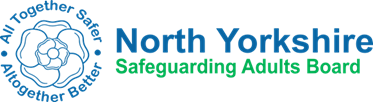 • All Together Safer •
Altogether Better
North Yorkshire
Safeguarding Adults Board